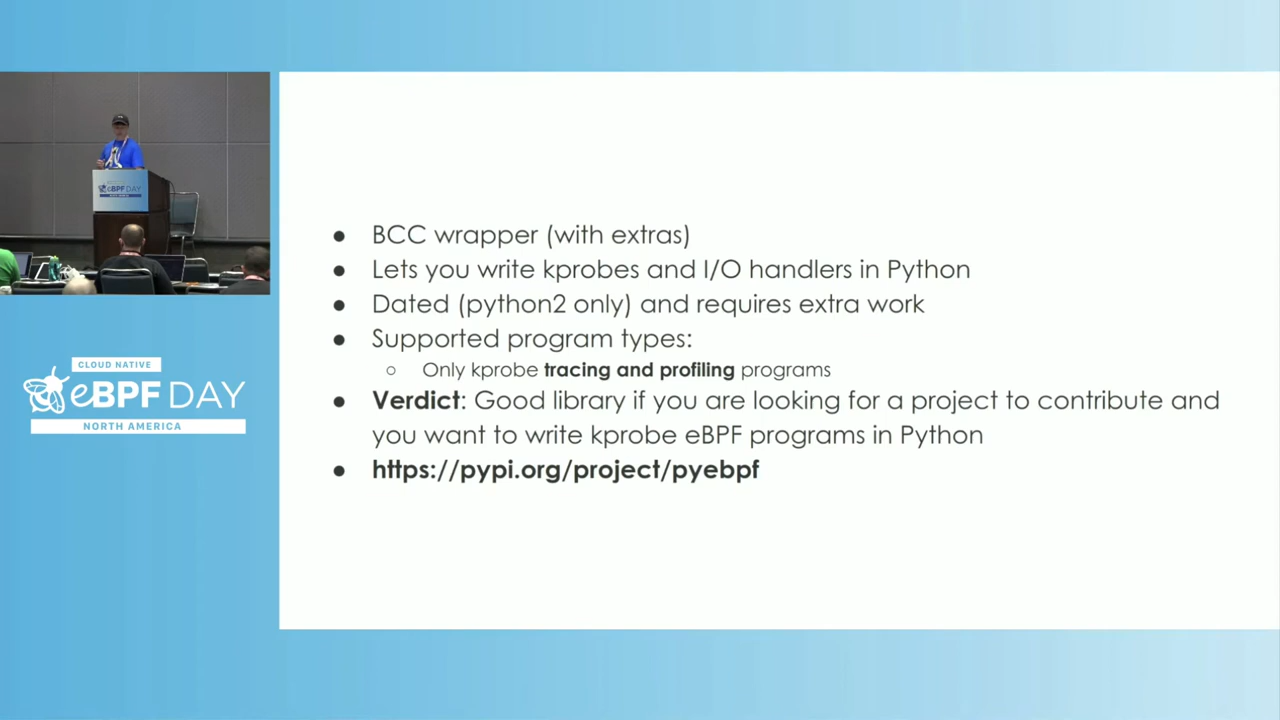 BCC wrapper (with extras)
Lets you write kprobes and I/O handlers in Python
Dated (python2 only) and requires extra work
Supported program types:
Only kprobe tracing and profiling programs
Verdict: Good library if you are looking for a project to contribute and
you want to write kprobe eBPF programs in Python
https://pypi.org/project/pyebpf
eBPF DAY
CLOUD NATIVE
eBPF DAY
NORTH AMERICA